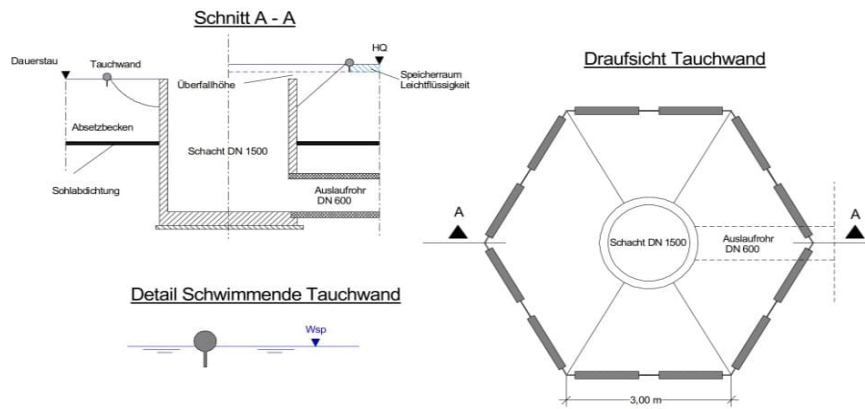 Schnitt A - A
Dauerstau
Tauchwand
HQ
Überfallhöhe
Speicherraum
Leichtflüssigkeit
Absetzbecken
Schacht DN 1500
Sohlabdichtung
Auslaufrohr
DN 600
Detail Schwimmende Tauchwand
Wsp
Draufsicht Tauchwand
A
A
Schacht DN 1500
Auslaufrohr
DN 600
3,00 m